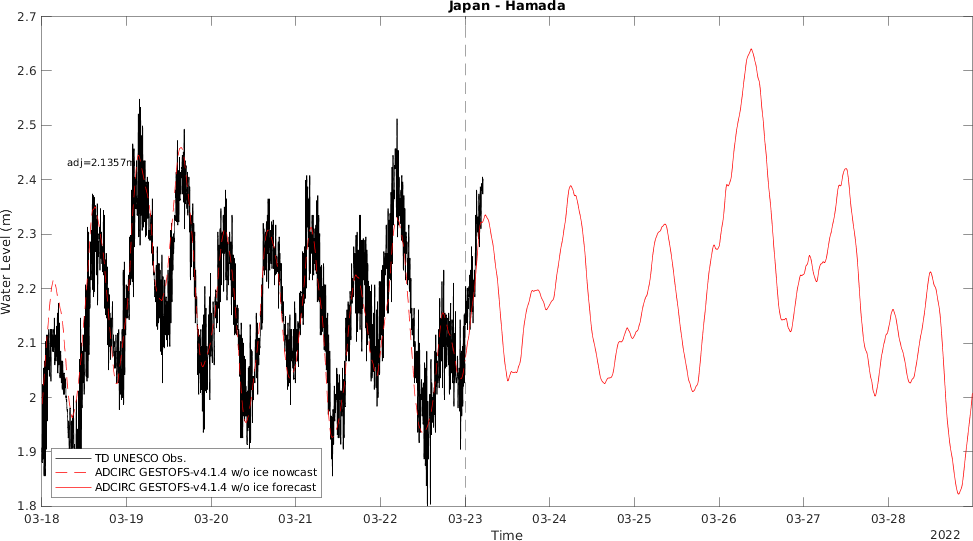 Japan - Hamada
2.7
2.6
2.5
2.4
2.3
2.2
2.1
2
1.9
1.8
Water Level (m)
adj=2.1357m
TD UNESCO Obs.
ADCIRC GESTOFS-v4.1.4 w/o ice nowcast
ADCIRC GESTOFS-v4.1.4 w/o ice forecast
03-18 03-19 03-20 03-21 03-22 03-23 03-24 03-25 03-26 03-27 03-28
Time
2022